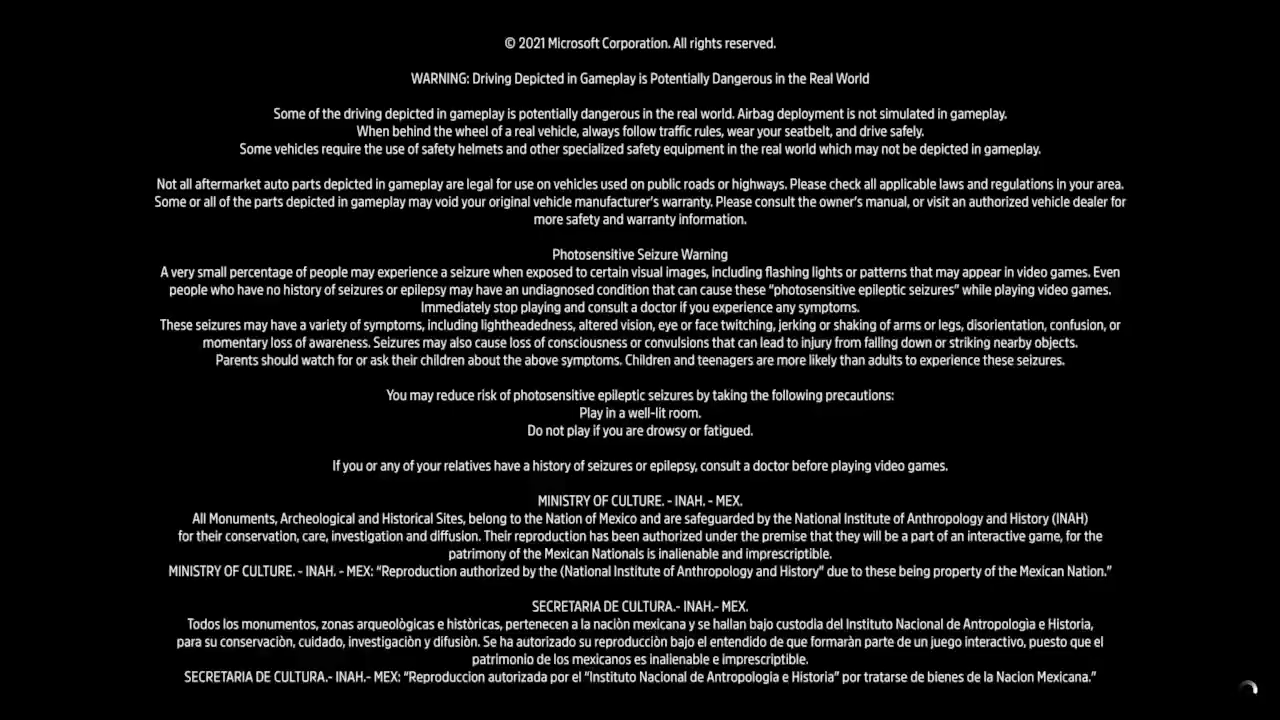 © 2021 Microsoft Corporation. All rights reserved.
WARNING: Driving Depicted in Gameplay is Potentially Dangerous in the Real World
Some of the driving depicted in gameplay is potentially dangerous in the real world. Airbag deployment is not simulated in gameplay.
When behind the wheel of a real vehicle, always follow traffic rules, wear your seatbelt, and drive safely.
Some vehicles require the use of safety helmets and other specialized safety equipment in the real world which may not be depicted in gameplay.
Not all aftermarket auto parts depicted in gameplay are legal for use on vehicles used on public roads or highways. Please check all applicable laws and regulations in your area.
Some or all of the parts depicted in gameplay may void your original vehicle manufacturer's warranty. Please consult the owner's manual, or visit an authorized vehicle dealer for
more safety and warranty information.
Photosensitive Seizure Warning
A very small percentage of people may experience a seizure when exposed to certain visual images, including flashing lights or patterns that may appear in video games. Even
people who have no history of seizures or epilepsy may have an undiagnosed condition that can cause these "photosensitive epileptic seizures" while playing video games.
Immediately stop playing and consult a doctor if you experience any symptoms.
These seizures may have a variety of symptoms, including lightheadedness, altered vision, eye or face twitching, jerking or shaking of arms or legs, disorientation, confusion, or
momentary loss of awareness. Seizures may also cause loss of consciousness or convulsions that can lead to injury from falling down or striking nearby objects.
Parents should watch for or ask their children about the above symptoms. Children and teenagers are more likely than adults to experience these seizures.
You may reduce risk of photosensitive epileptic seizures by taking the following precautions:
Play in a well-lit room.
Do not play if you are drowsy or fatigued.
If you or any of your relatives have a history of seizures or epilepsy, consult a doctor before playing video games.
MINISTRY OF CULTURE. - INAH. - MEX.
All Monuments, Archeological and Historical Sites, belong to the Nation of Mexico and are safeguarded by the National Institute of Anthropology and History (INAH)
for their conservation, care, investigation and diffusion. Their reproduction has been authorized under the premise that they will be a part of an interactive game, for the
patrimony of the Mexican Nationals is inalienable and imprescriptible.
MINISTRY OF CULTURE. - INAH. - MEX: "Reproduction authorized by the (National Institute of Anthropology and History" due to these being property of the Mexican Nation."
SECRETARIA DE CULTURA.- INAH.- MEX.
Todos los monumentos, zonas arqueològicas e històricas, pertenecen a la naciòn mexicana y se hallan bajo custodia del Instituto Nacional de Antropologia e Historia,
para su conservaciòn, cuidado, investigaciòn y difusiòn. Se ha autorizado su reproducciòn bajo el entendido de que formaràn parte de un juego interactivo, puesto que el
patrimonio de los mexicanos es inalienable e imprescriptible.
SECRETARIA DE CULTURA.- INAH.- MEX: "Reproduccion autorizada por el "Instituto Nacional de Antropologia e Historia" por tratarse de bienes de la Nacion Mexicana."